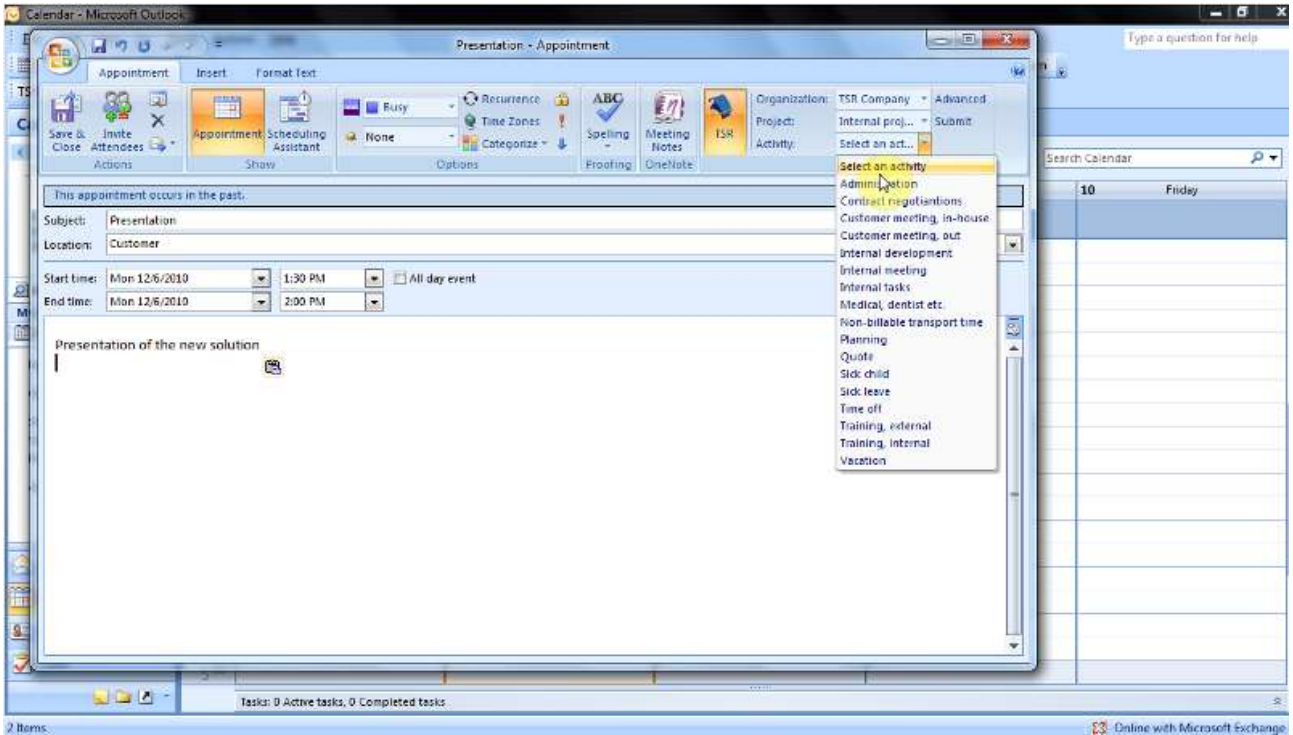 Calendar - Microsoft Outlook
Presentation - Appointment
Type a question for help
Appointment Insert Format Text
Save & Close
Invite Attendees
Actions
Appointment
Scheduling Assistant
Show
Busy
None
Recurrence
Time Zones
Categorize
Options
ABC
Spelling
Proofing
Meeting Notes
OneNote
TSR
Organization: TSR Company Advanced
Project: Internal proj... Submit
Activity: Select an act...
Select an activity
Administration
Contract negotiantions
Customer meeting, in-house
Customer meeting, out
Internal development
Internal meeting
Internal tasks
Medical, dentist etc.
Non-billable transport time
Planning
Quote
Sick child
Sick leave
Time off
Training, external
Training, internal
Vacation
Search Calendar
10 Friday
This appointment occurs in the past.
Subject: Presentation
Location: Customer
Start time: Mon 12/6/2010 1:30 PM All day event
End time: Mon 12/6/2010 2:00 PM
Presentation of the new solution
Tasks: 0 Active tasks, 0 Completed tasks
2 Items
Online with Microsoft Exchange